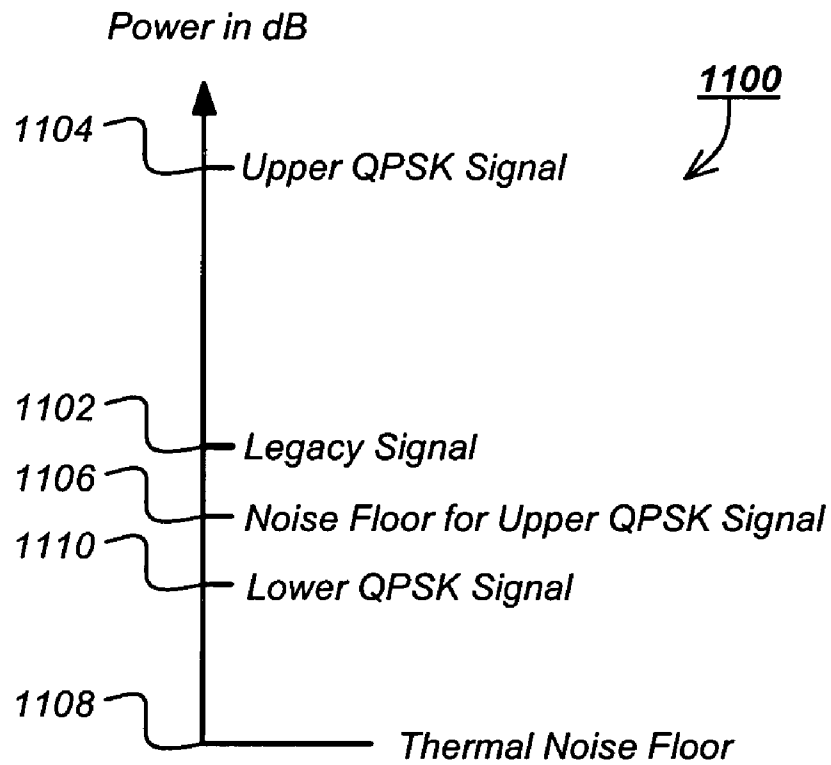 Power in dB
1100
1104
Upper QPSK Signal
1102
Legacy Signal
1106
Noise Floor for Upper QPSK Signal
1110
Lower QPSK Signal
1108
Thermal Noise Floor